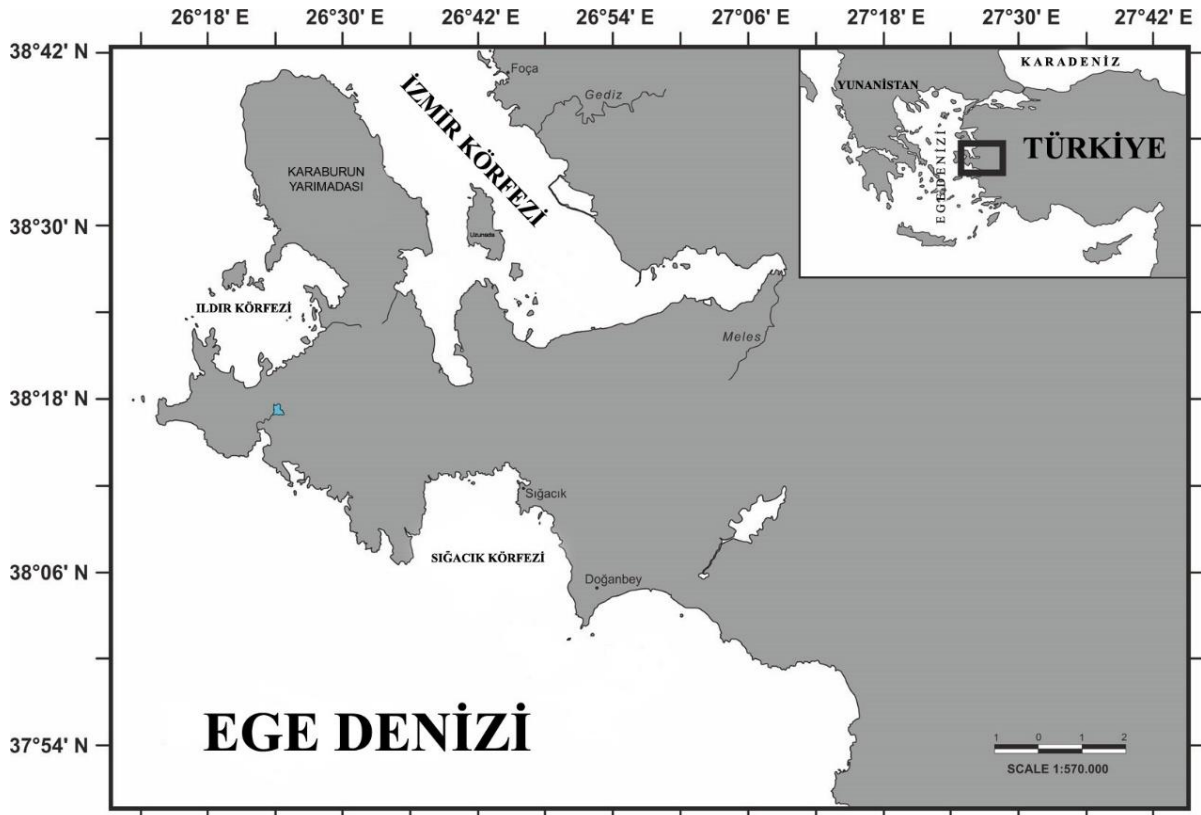 26°18' E 26°30' E 26°42' E 26°54' E 27°06' E 27°18' E 27°30' E 27°42' E
38°42' N
38°30' N
38°18' N
38°06' N
37°54' N
Foça
Gediz
İZMİR KÖRFEZİ
KARABURUN
YARIMADASI
Uzunada
ILDIR KÖRFEZİ
Meles
Sığacık
SIĞACIK KÖRFEZİ
Doğanbey
EGE DENİZİ
KARADENİZ
YUNANİSTAN
TÜRKİYE
EGE DENİZİ
1 0 1 2
SCALE 1:570.000